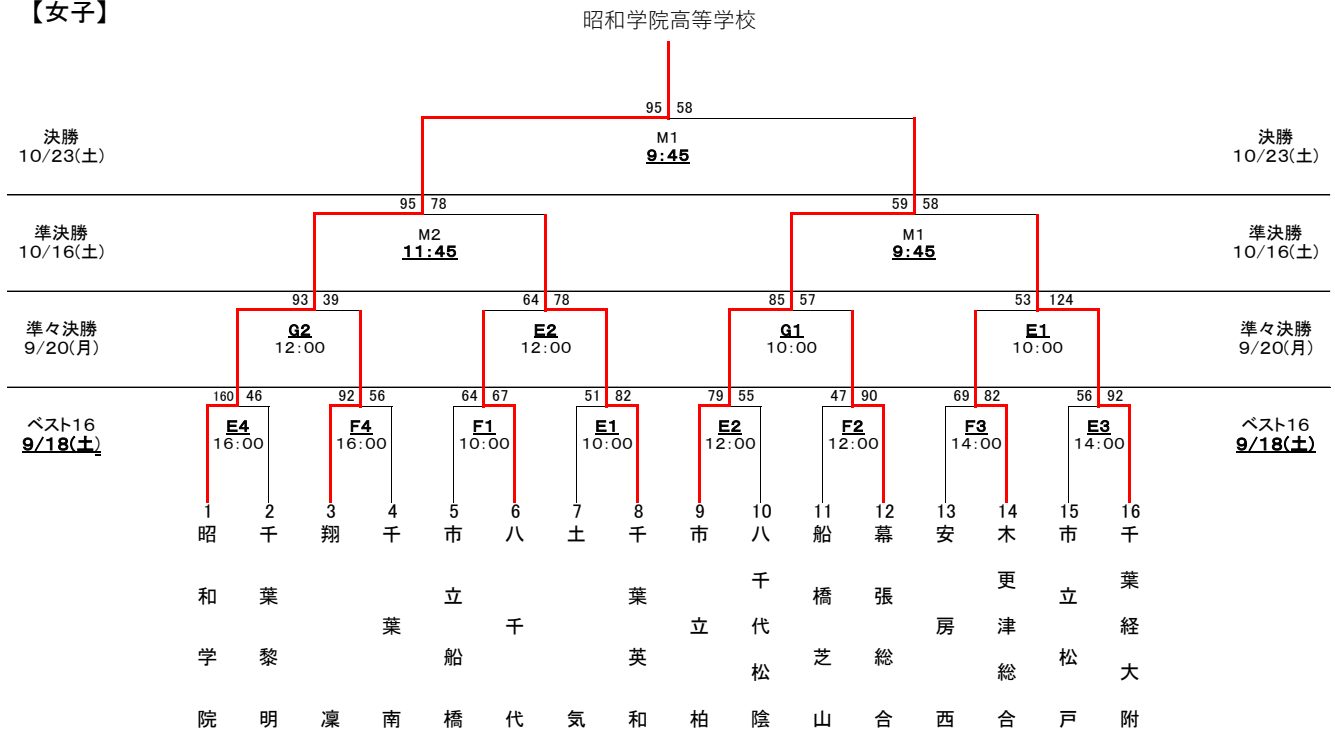 【女子】
昭和学院高等学校
95 58
決勝
10/23(土)
M1
9:45
決勝
10/23(土)
95 78
59 58
準決勝
10/16(土)
M2
11:45
M1
9:45
準決勝
10/16(土)
93 39
64 78
85 57
53 124
準々決勝
9/20(月)
G2
12:00
E2
12:00
G1
10:00
E1
10:00
準々決勝
9/20(月)
160 46
92 56
64 67
51 82
79 55
47 90
69 82
56 92
ベスト16
9/18(土)
E4
16:00
F4
16:00
F1
10:00
E1
10:00
E2
12:00
F2
12:00
F3
14:00
E3
14:00
ベスト16
9/18(土)
1
昭和学院
2
千葉黎明
3
翔凜
4
千葉南
5
市立船橋
6
八千代
7
土気
8
千葉英和
9
市立柏
10
八千代松陰
11
船橋芝山
12
幕張総合
13
安房西
14
木更津総合
15
市立松戸
16
千葉経大附